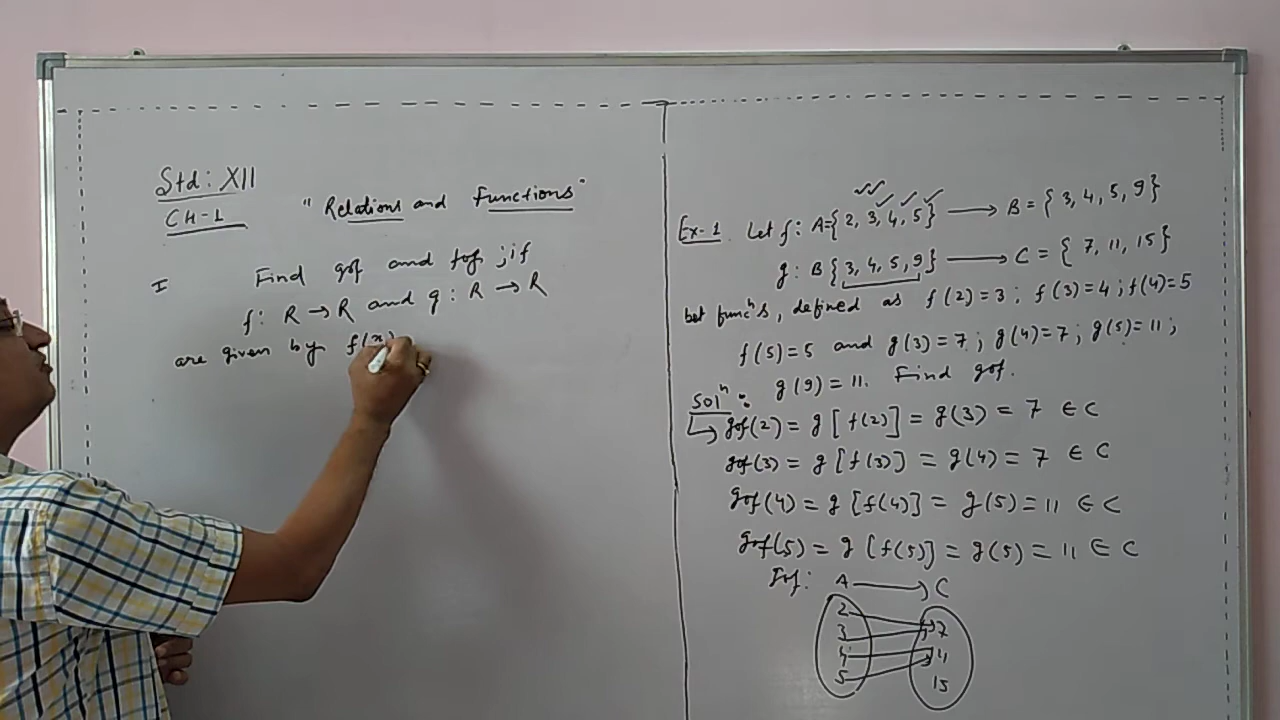 Std: XII
CH-1
"Relations and Functions"
I Find gof and fog ; if
f: R → R and g: R → R
are given by f(x)
Ex-1 Let f: A={2, 3, 4, 5} → B = {3, 4, 5, 9}
g: B{3, 4, 5, 9} → C = {7, 11, 15}
bet funcⁿs, defined as f(2)=3; f(3)=4; f(4)=5
f(5)=5 and g(3)=7; g(4)=7; g(5)=11;
g(9)=11. Find gof.
Solⁿ:
gof(2) = g[f(2)] = g(3) = 7 ∈ C
gof(3) = g[f(3)] = g(4) = 7 ∈ C
gof(4) = g[f(4)] = g(5) = 11 ∈ C
gof(5) = g[f(5)] = g(5) = 11 ∈ C
A → C
2 7
3
4 11
5 15